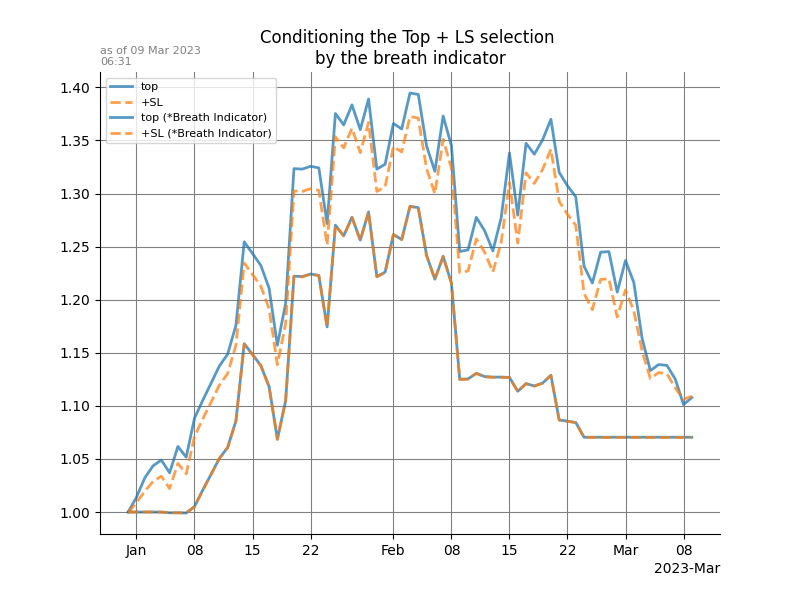 Conditioning the Top + LS selection
by the breath indicator
as of 09 Mar 2023
06:31
top
+SL
top (*Breath Indicator)
+SL (*Breath Indicator)
1.40
1.35
1.30
1.25
1.20
1.15
1.10
1.05
1.00
Jan 08 15 22 Feb 08 15 22 Mar 08
2023-Mar